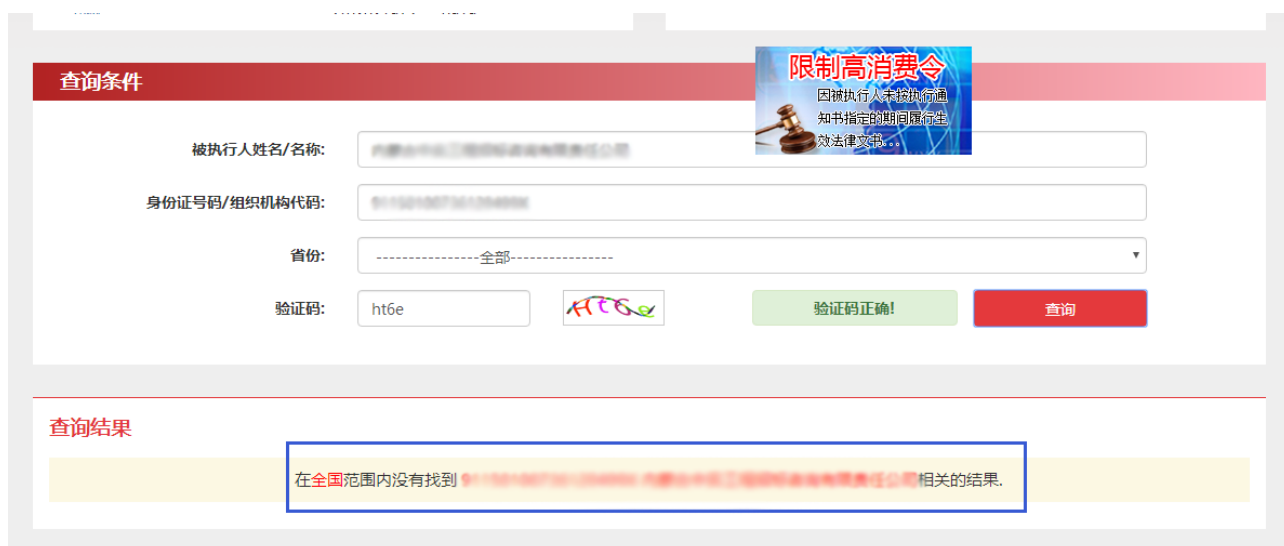 查询条件
限制高消费令
因被执行人未按执行通
知书指定的期间履行生
效法律文书...
被执行人姓名/名称:
身份证号码/组织机构代码:
省份: ----------------全部----------------
验证码: ht6e Ht6e 验证码正确! 查询
查询结果
在全国范围内没有找到 相关的结果.